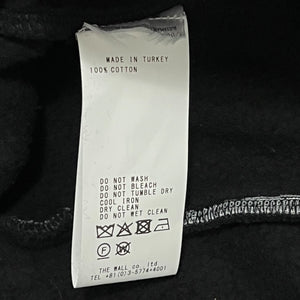 MADE IN TURKEY
100% COTTON
DO NOT WASH
DO NOT BLEACH
DO NOT TUMBLE DRY
COOL IRON
DRY CLEAN
DO NOT WET CLEAN
THE WALL co.,ltd
TEL +81(0)3-5774-4001